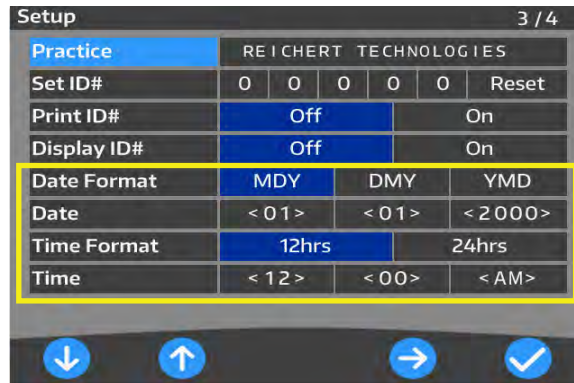 Setup 3/4
Practice REICHERT TECHNOLOGIES
Set ID# 0 0 0 0 0 Reset
Print ID# Off On
Display ID# Off On
Date Format MDY DMY YMD
Date <01> <01> <2000>
Time Format 12hrs 24hrs
Time <12> <00> <AM>